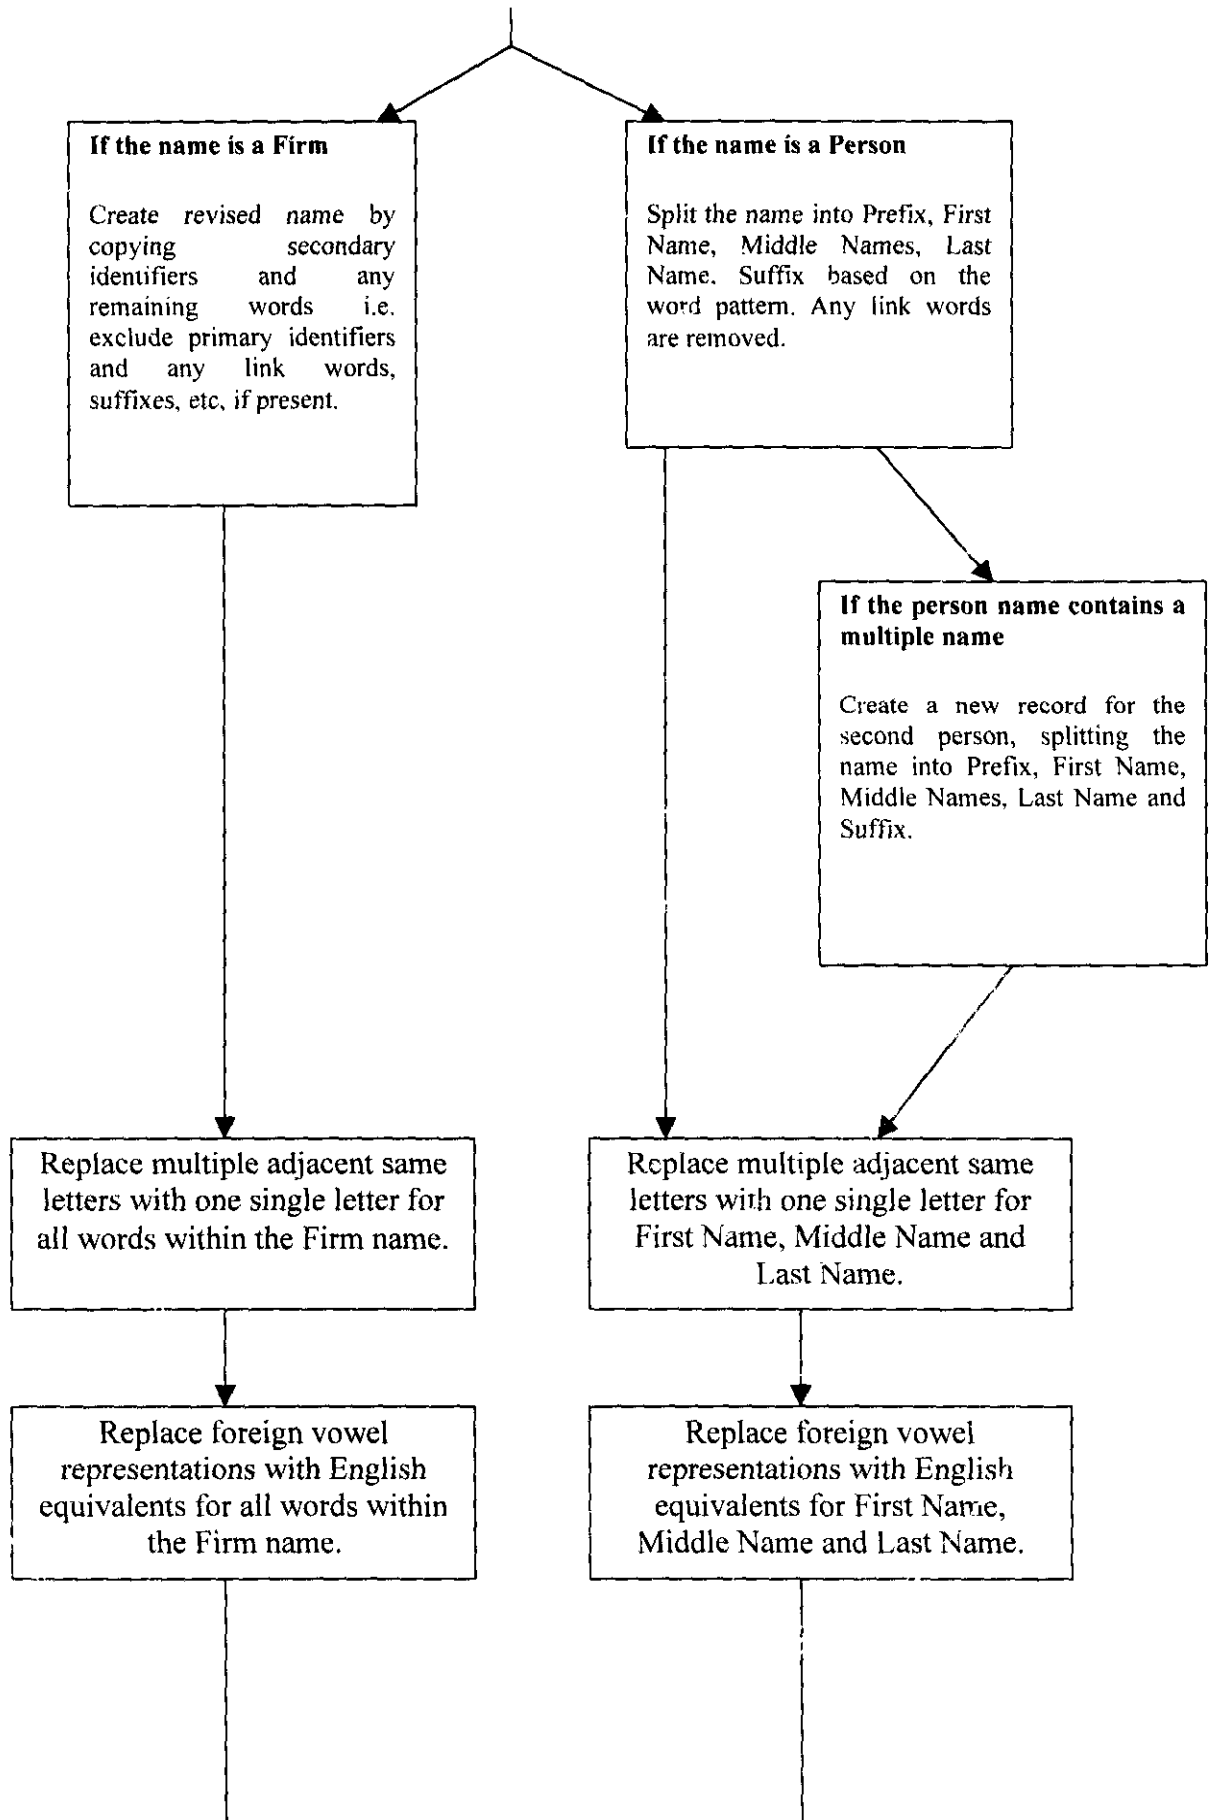 If the name is a Firm
Create revised name by
copying secondary
identifiers and any
remaining words i.e.
exclude primary identifiers
and any link words,
suffixes, etc, if present.
If the name is a Person
Split the name into Prefix, First
Name, Middle Names, Last
Name. Suffix based on the
word pattern. Any link words
are removed.
If the person name contains a
multiple name
Create a new record for the
second person, splitting the
name into Prefix, First Name,
Middle Names, Last Name and
Suffix.
Replace multiple adjacent same
letters with one single letter for
all words within the Firm name.
Replace multiple adjacent same
letters with one single letter for
First Name, Middle Name and
Last Name.
Replace foreign vowel
representations with English
equivalents for all words within
the Firm name.
Replace foreign vowel
representations with English
equivalents for First Name,
Middle Name and Last Name.